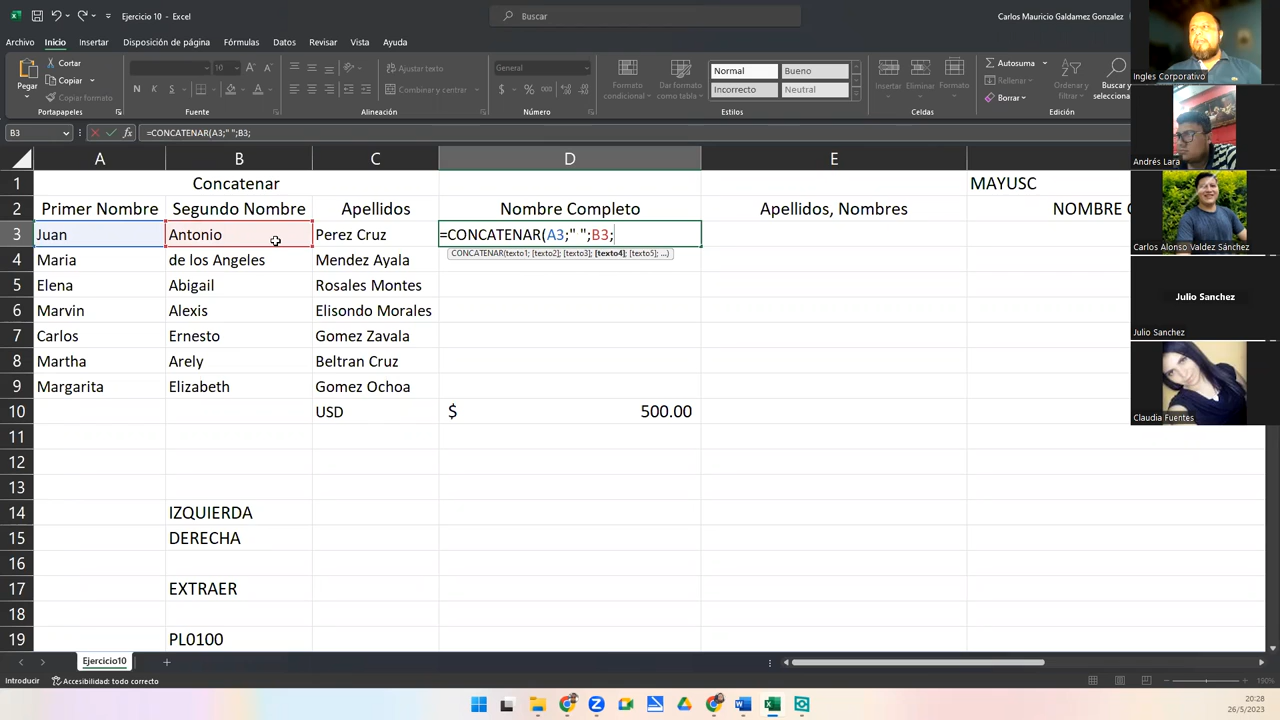 Ejercicio 10 - Excel
Buscar
Carlos Mauricio Galdamez Gonzalez
Archivo Inicio Insertar Disposición de página Fórmulas Datos Revisar Vista Ayuda
Pegar
Cortar
Copiar
Copiar formato
Portapapeles
10
N K S
Fuente
Ajustar texto
Combinar y centrar
Alineación
General
Número
Formato condicional
Dar formato como tabla
Normal Bueno
Incorrecto Neutral
Estilos
Insertar Eliminar Formato
Celdas
Autosuma
Rellenar
Borrar
Buscar y
Edición
B3
=CONCATENAR(A3;" ";B3;
A B C D E
1 Concatenar MAYUSC
2 Primer Nombre Segundo Nombre Apellidos Nombre Completo Apellidos, Nombres
3 Juan Antonio Perez Cruz =CONCATENAR(A3;" ";B3;
CONCATENAR(texto1; [texto2]; [texto3]; [texto4]; [texto5]; ...)
4 Maria de los Angeles Mendez Ayala
5 Elena Abigail Rosales Montes
6 Marvin Alexis Elisondo Morales
7 Carlos Ernesto Gomez Zavala
8 Martha Arely Beltran Cruz
9 Margarita Elizabeth Gomez Ochoa
10 USD $ 500.00
11
12
13
14 IZQUIERDA
15 DERECHA
16
17 EXTRAER
18
19 PL0100
Ejercicio10
Introducir
Accesibilidad: todo correcto
190%
20:28
26/5/2023
Ingles Corporativo
Andrés Lara
Carlos Alonso Valdez Sánchez
Julio Sanchez
Julio Sanchez
Claudia Fuentes